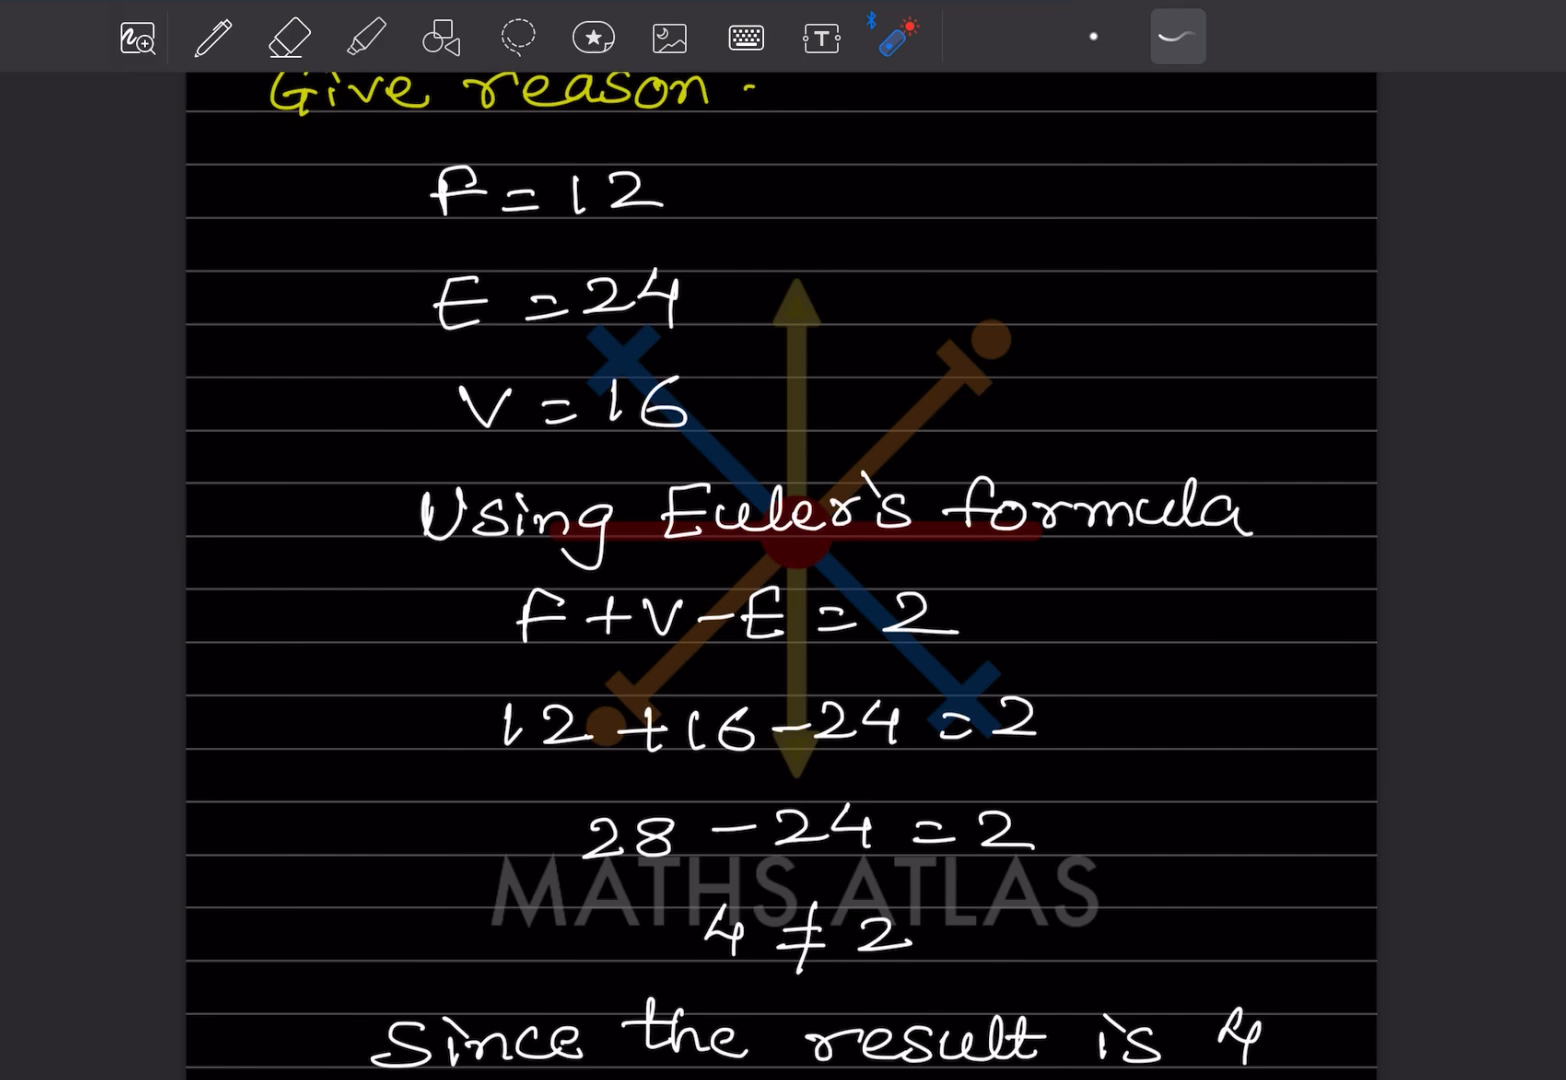 Give reason.
F = 12
E = 24
V = 16
Using Euler's formula
F + V - E = 2
12 + 16 - 24 = 2
28 - 24 = 2
MATHS ATLAS
4 ≠ 2
Since the result is 4